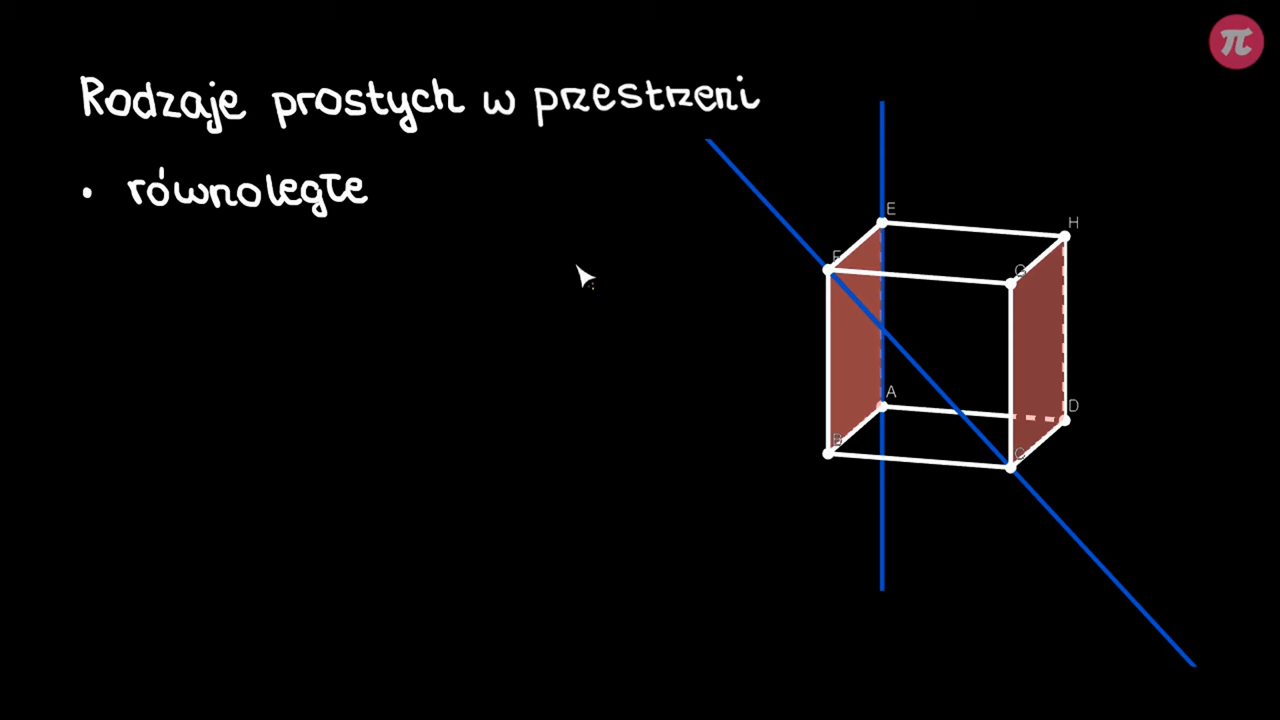 π
Rodzaje prostych w przestrzeni
• równoległe
E
H
F
G
A
D
B
C